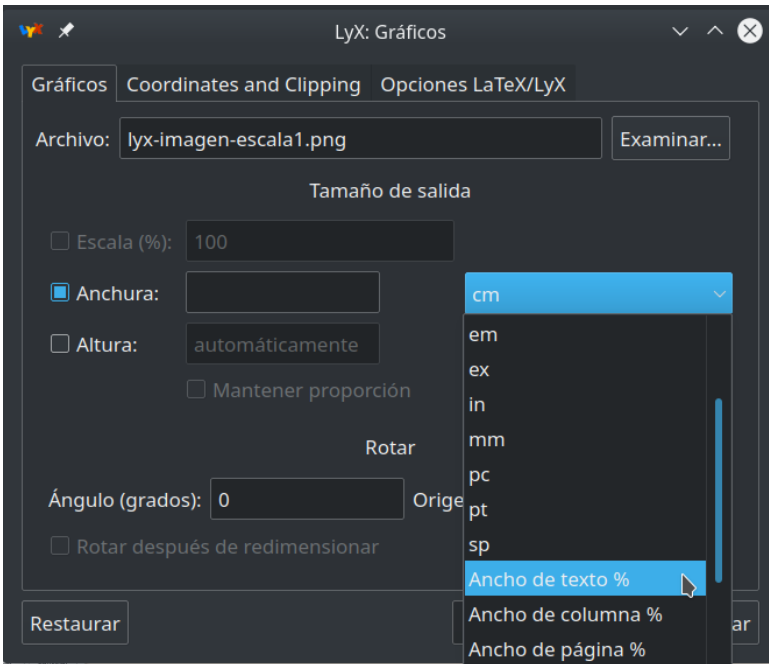 LyX LyX: Gráficos
Gráficos Coordinates and Clipping Opciones LaTeX/LyX
Archivo: lyx-imagen-escala1.png Examinar...
Tamaño de salida
Escala (%): 100
Anchura: cm
Altura: automáticamente em
ex
Mantener proporción in
mm
Rotar pc
Ángulo (grados): 0 Orige pt
Rotar después de redimensionar sp
Ancho de texto %
Restaurar Ancho de columna % ar
Ancho de página %